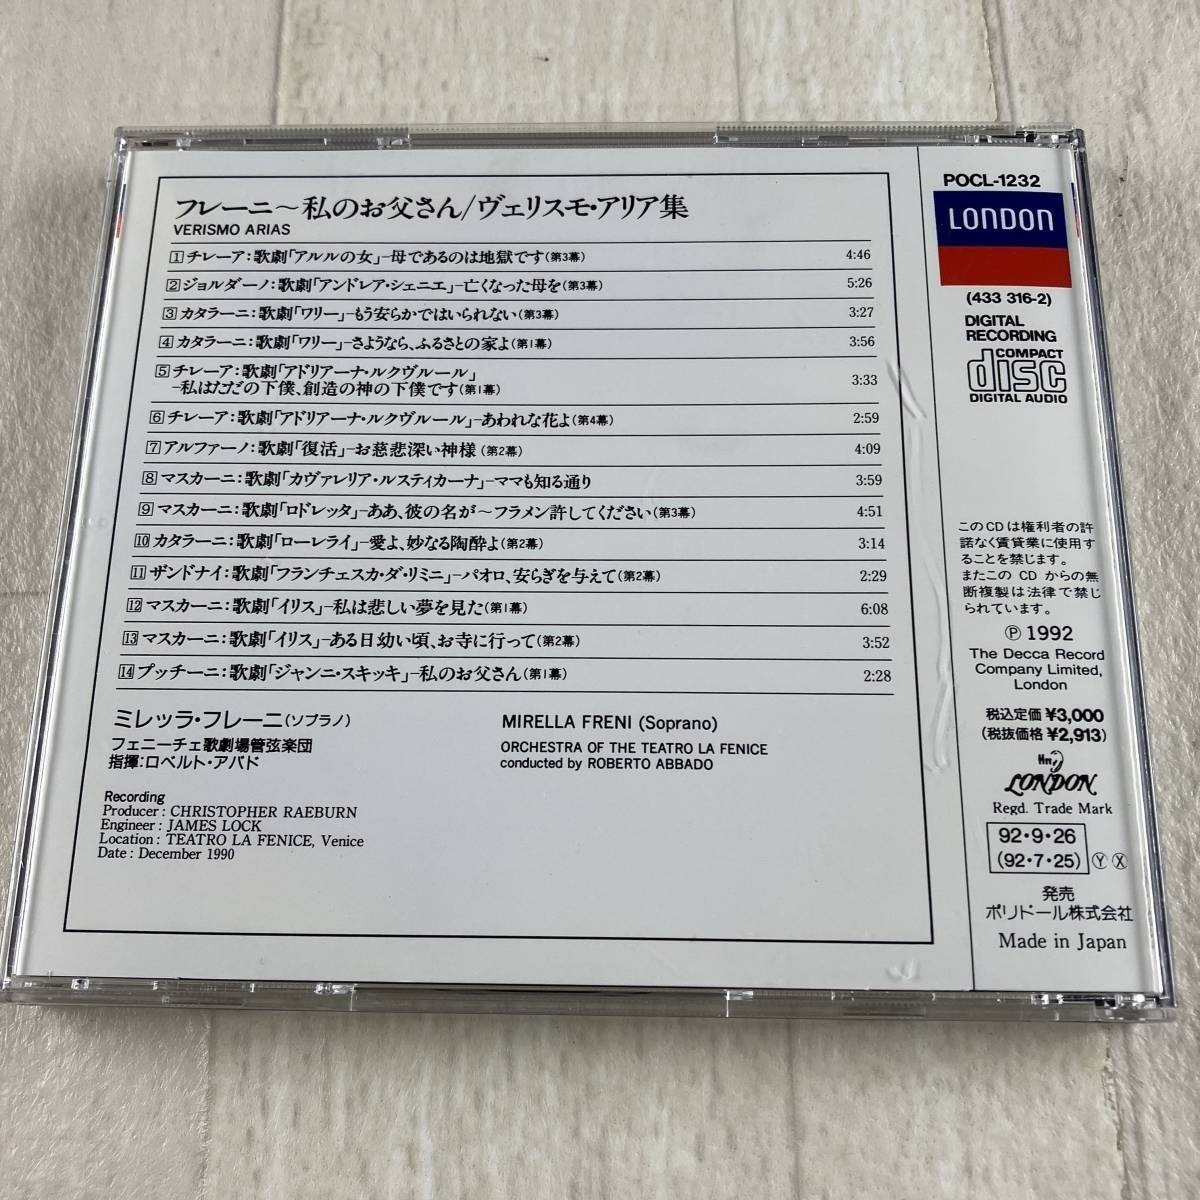 フレーニ～私のお父さん/ヴェリスモ・アリア集
VERISMO ARIAS
1 チレーア：歌劇「アルルの女」–母であるのは地獄です(第3幕) 4:46
2 ジョルダーノ：歌劇「アンドレア・シェニエ」–亡くなった母を(第3幕) 5:26
3 カタラーニ：歌劇「ワリー」–もう安らかではいられない(第3幕) 3:27
4 カタラーニ：歌劇「ワリー」–さようなら、ふるさとの家よ(第1幕) 3:56
5 チレーア：歌劇「アドリアーナ・ルクヴルール」
–私はただの下僕、創造の神の下僕です(第1幕) 3:33
6 チレーア：歌劇「アドリアーナ・ルクヴルール」–あわれな花よ(第4幕) 2:59
7 アルファーノ：歌劇「復活」–お慈悲深い神様(第2幕) 4:09
8 マスカーニ：歌劇「カヴァレリア・ルスティカーナ」–ママも知る通り 3:59
9 マスカーニ：歌劇「ロドレッタ」–ああ、彼の名が～フラメン許してください(第3幕) 4:51
10 カタラーニ：歌劇「ローレライ」–愛よ、妙なる陶酔よ(第2幕) 3:14
11 ザンドナイ：歌劇「フランチェスカ・ダ・リミニ」–パオロ、安らぎを与えて(第2幕) 2:29
12 マスカーニ：歌劇「イリス」–私は悲しい夢を見た(第1幕) 6:08
13 マスカーニ：歌劇「イリス」–ある日幼い頃、お寺に行って(第2幕) 3:52
14 プッチーニ：歌劇「ジャンニ・スキッキ」–私のお父さん(第1幕) 2:28
ミレッラ・フレーニ(ソプラノ)
フェニーチェ歌劇場管弦楽団
指揮：ロベルト・アバド
MIRELLA FRENI (Soprano)
ORCHESTRA OF THE TEATRO LA FENICE
conducted by ROBERTO ABBADO
Recording
Producer : CHRISTOPHER RAEBURN
Engineer : JAMES LOCK
Location : TEATRO LA FENICE, Venice
Date : December 1990
POCL-1232
LONDON
(433 316-2)
DIGITAL
RECORDING
COMPACT
disc
DIGITAL AUDIO
このCDは権利者の許
諾なく賃貸業に使用す
ることを禁じます。
またこの CD からの無
断複製は法律で禁じ
られています。
Ⓟ 1992
The Decca Record
Company Limited,
London
税込定価 ¥3,000
(税抜価格 ¥2,913)
LONDON
Regd. Trade Mark
92・9・26
(92・7・25) Ⓨ Ⓧ
発売
ポリドール株式会社
Made in Japan